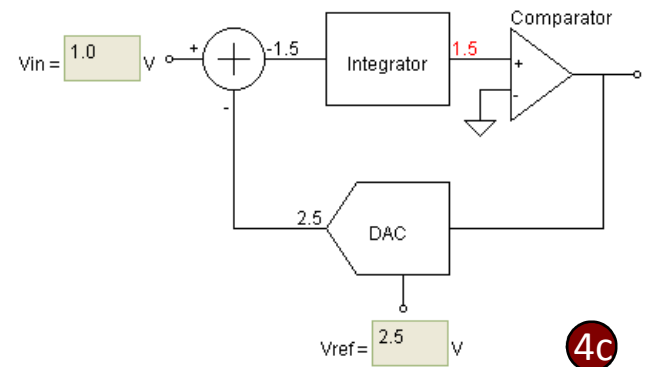 Comparator
Vin = 1.0 V
+
-1.5
Integrator
1.5
+
-
-
2.5
DAC
Vref = 2.5 V
4c